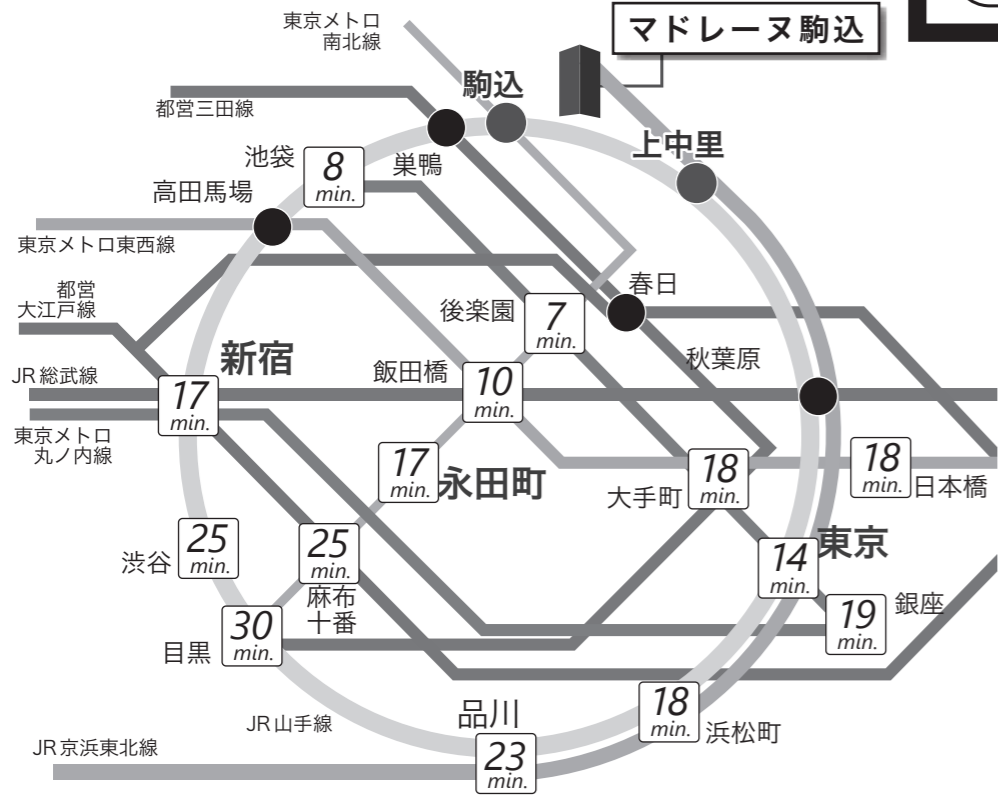 東京メトロ
南北線
マドレーヌ駒込
駒込
都営三田線
上中里
巣鴨
池袋
8
min.
高田馬場
東京メトロ東西線
都営
大江戸線
春日
後楽園
7
min.
新宿
秋葉原
飯田橋
10
min.
JR総武線
17
min.
東京メトロ
丸ノ内線
17
min.
永田町
大手町
18
min.
18
min.
日本橋
渋谷
25
min.
25
min.
麻布
十番
東京
14
min.
銀座
19
min.
目黒
30
min.
品川
23
min.
18
min.
浜松町
JR山手線
JR京浜東北線